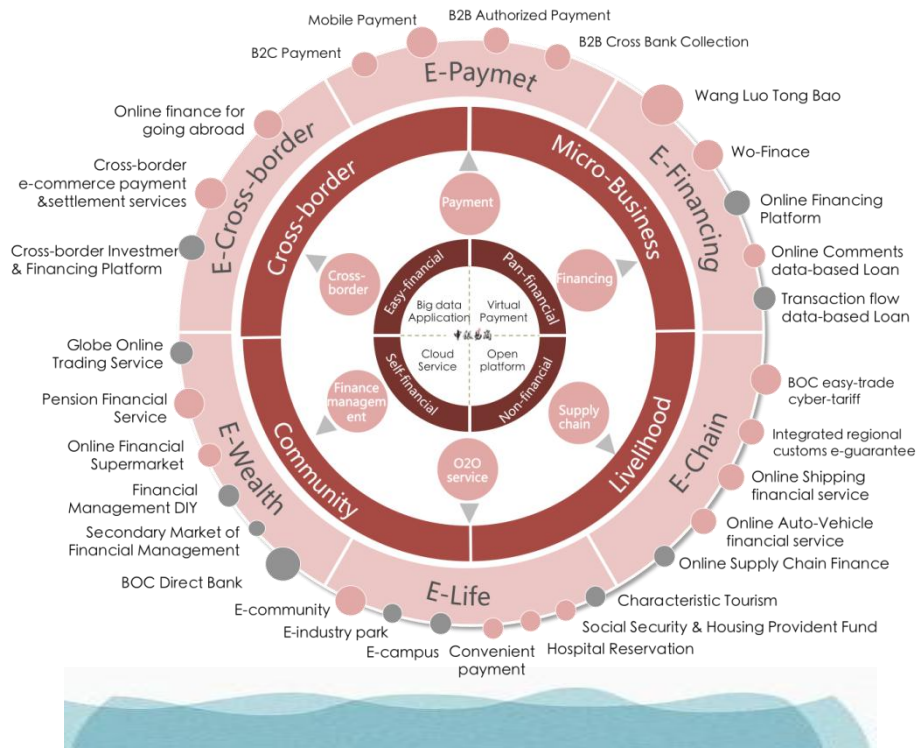 Mobile Payment
B2B Authorized Payment
B2C Payment
B2B Cross Bank Collection
E-Paymet
Wang Luo Tong Bao
Wo-Finace
Online Financing
Platform
Online Comments
data-based Loan
Transaction flow
data-based Loan
E-Financing
Online finance for
going abroad
Cross-border
e-commerce payment
&settlement services
Cross-border Investmer
& Financing Platform
E-Cross-border
Cross-border
Micro-Business
Payment
Cross-
border
Financing
Easy-financial
Pan-financial
Big data
Application
Virtual
Payment
中银易商
Cloud
Service
Open
platform
Self-financial
Non-financial
Finance
managem
ent
Supply
chain
O2O
service
Community
Livelihood
Globe Online
Trading Service
Pension Financial
Service
Online Financial
Supermarket
Financial
Management DIY
Secondary Market of
Financial Management
BOC Direct Bank
E-Wealth
E-Chain
BOC easy-trade
cyber-tariff
Integrated regional
customs e-guarantee
Online Shipping
financial service
Online Auto-Vehicle
financial service
Online Supply Chain Finance
E-Life
E-community
E-industry park
E-campus
Convenient
payment
Hospital Reservation
Social Security & Housing Provident Fund
Characteristic Tourism